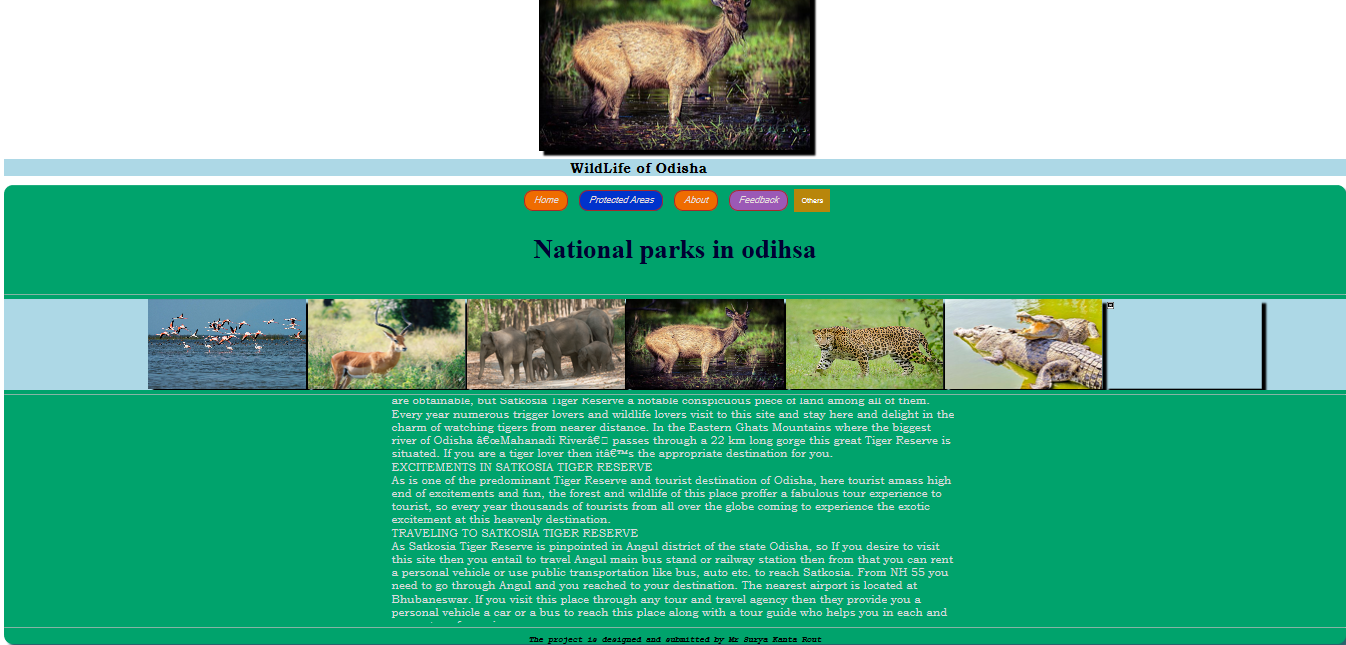 WildLife of Odisha
Home Protected Areas About Feedback Others
National parks in odihsa
are obtainable, but Satkosia Tiger Reserve a notable conspicuous piece of land among all of them.
Every year numerous trigger lovers and wildlife lovers visit to this site and stay here and delight in the
charm of watching tigers from nearer distance. In the Eastern Ghats Mountains where the biggest
river of Odisha â€œMahanadi Riverâ€ passes through a 22 km long gorge this great Tiger Reserve is
situated. If you are a tiger lover then itâ€™s the appropriate destination for you.
EXCITEMENTS IN SATKOSIA TIGER RESERVE
As is one of the predominant Tiger Reserve and tourist destination of Odisha, here tourist amass high
end of excitements and fun, the forest and wildlife of this place proffer a fabulous tour experience to
tourist, so every year thousands of tourists from all over the globe coming to experience the exotic
excitement at this heavenly destination.
TRAVELING TO SATKOSIA TIGER RESERVE
As Satkosia Tiger Reserve is pinpointed in Angul district of the state Odisha, so If you desire to visit
this site then you entail to travel Angul main bus stand or railway station then from that you can rent
a personal vehicle or use public transportation like bus, auto etc. to reach Satkosia. From NH 55 you
need to go through Angul and you reached to your destination. The nearest airport is located at
Bhubaneswar. If you visit this place through any tour and travel agency then they provide you a
personal vehicle a car or a bus to reach this place along with a tour guide who helps you in each and
The project is designed and submitted by Mr Surya Kanta Rout